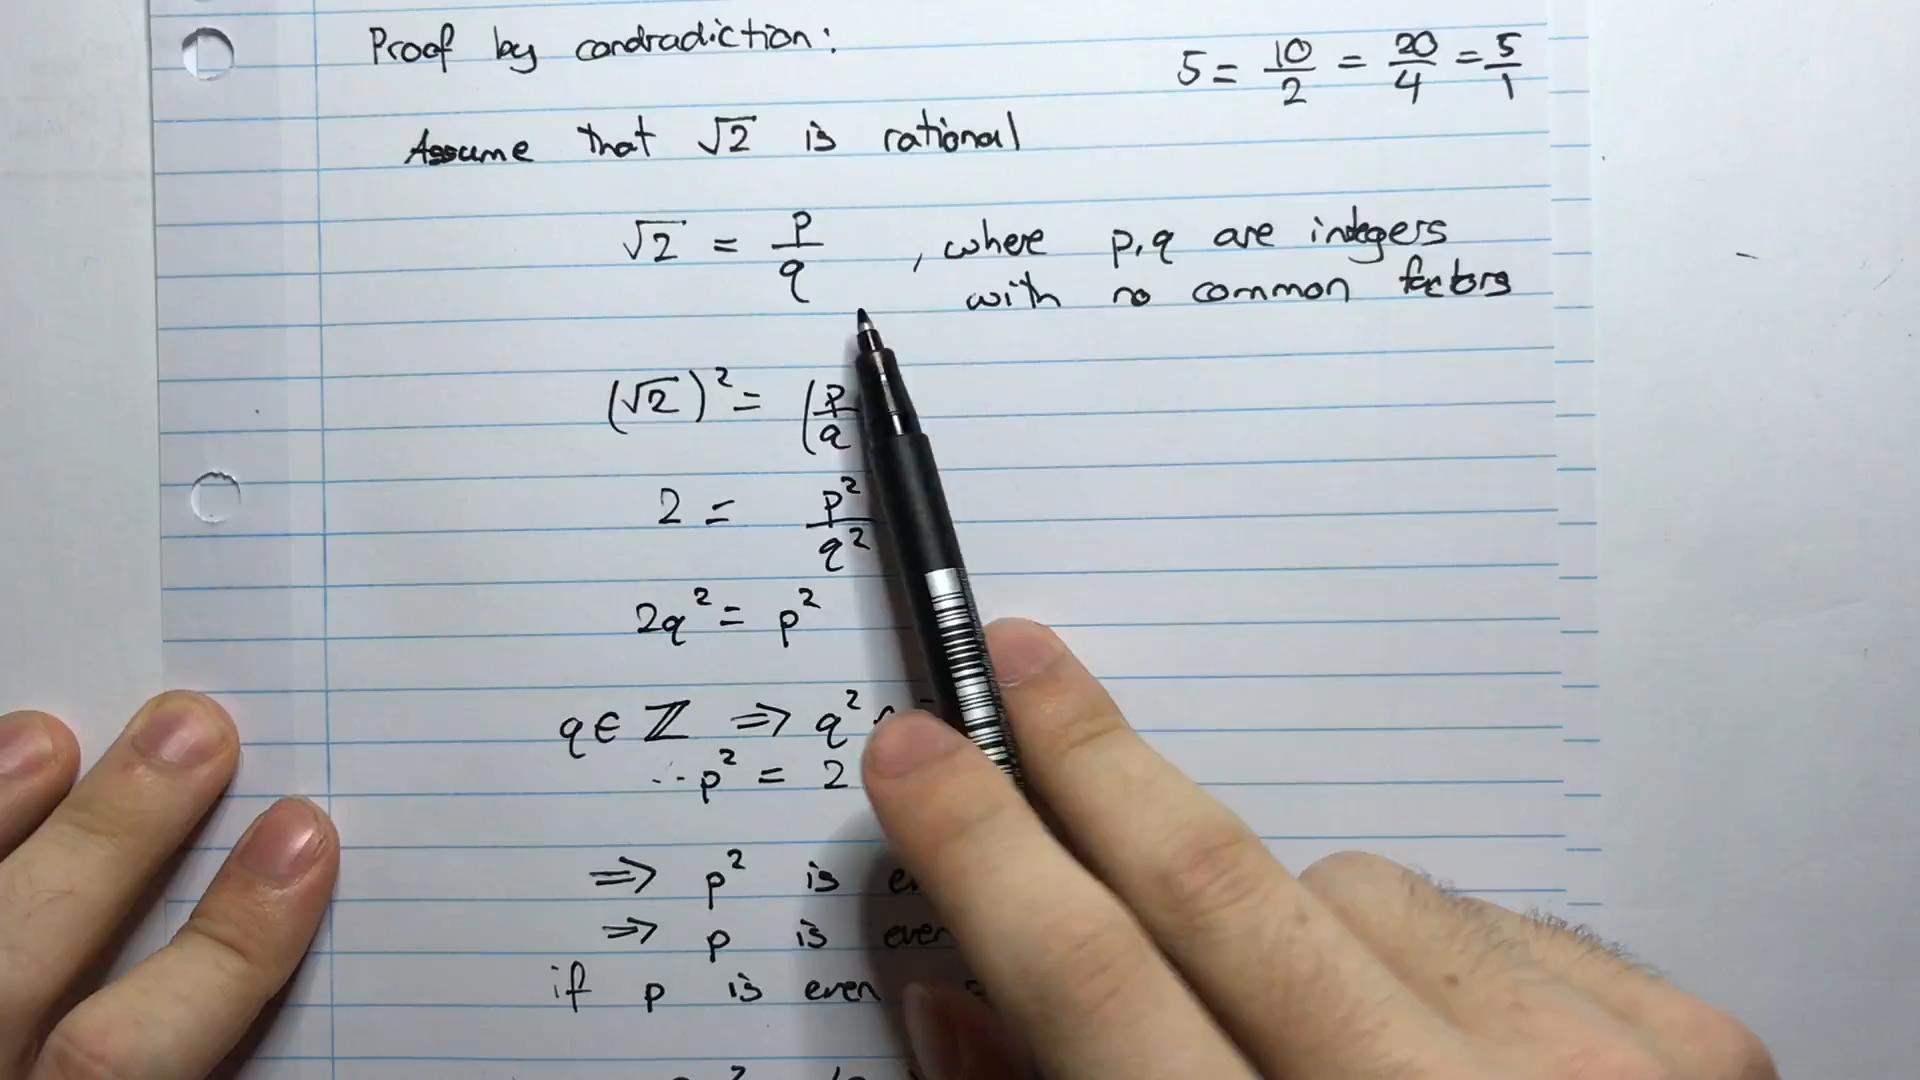 Proof by condradiction:
5 = 10/2 = 20/4 = 5/1
Assume that √2 is rational
√2 = p/q , where p,q are integers
with no common factors
(√2)² = (p/q
2 = p²/q²
2q² = p²
q ∈ ℤ ⇒ q²
∴ p² = 2
⇒ p² is
⇒ p is even
if p is even